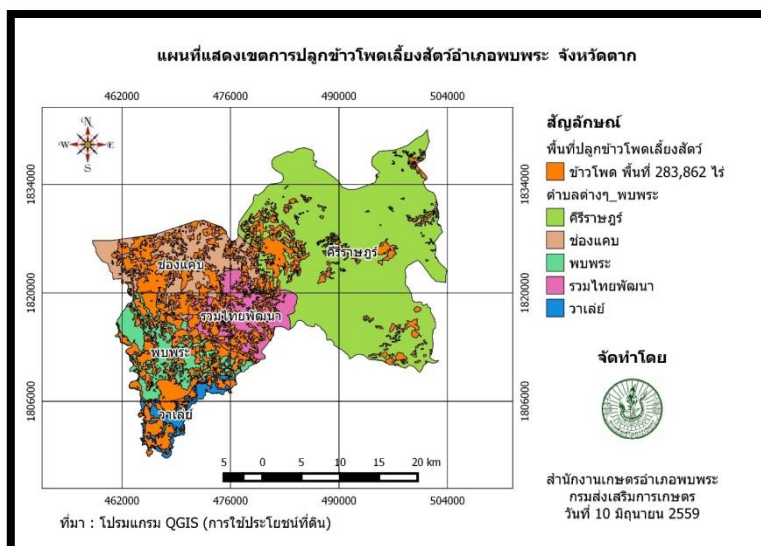 แผนที่แสดงเขตการปลูกข้าวโพดเลี้ยงสัตว์อำเภอพบพระ จังหวัดตาก
462000 476000 490000 504000
1834000
1820000
1806000
N
W E
S
คีรีราษฎร์
ช่องแคบ
รวมไทยพัฒนา
พบพระ
วาเล่ย์
1834000
1820000
1806000
5 0 5 10 15 20 km
462000 476000 490000 504000
ที่มา : โปรมแกรม QGIS (การใช้ประโยชน์ที่ดิน)
สัญลักษณ์
พื้นที่ปลูกข้าวโพดเลี้ยงสัตว์
ข้าวโพด พื้นที่ 283,862 ไร่
ตำบลต่างๆ_พบพระ
คีรีราษฎร์
ช่องแคบ
พบพระ
รวมไทยพัฒนา
วาเล่ย์
จัดทำโดย
สำนักงานเกษตรอำเภอพบพระ
กรมส่งเสริมการเกษตร
วันที่ 10 มิถุนายน 2559